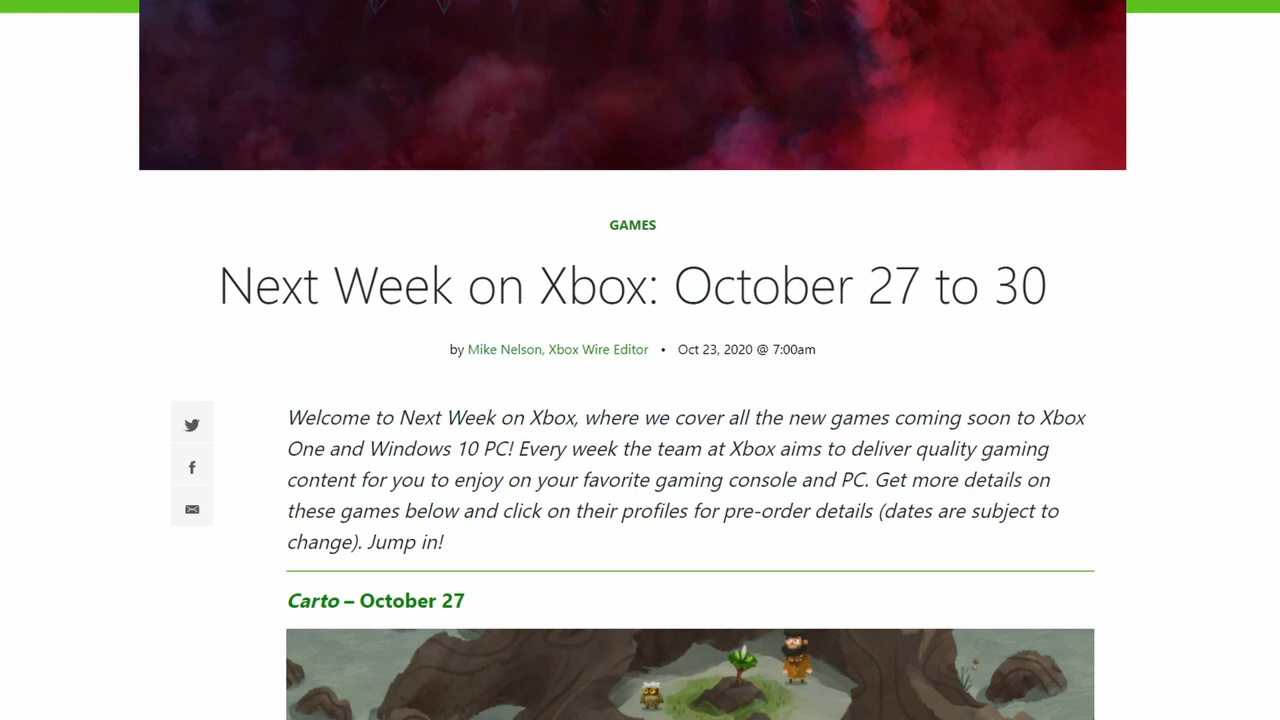 GAMES
Next Week on Xbox: October 27 to 30
by Mike Nelson, Xbox Wire Editor • Oct 23, 2020 @ 7:00am
Welcome to Next Week on Xbox, where we cover all the new games coming soon to Xbox
One and Windows 10 PC! Every week the team at Xbox aims to deliver quality gaming
content for you to enjoy on your favorite gaming console and PC. Get more details on
these games below and click on their profiles for pre-order details (dates are subject to
change). Jump in!
Carto – October 27